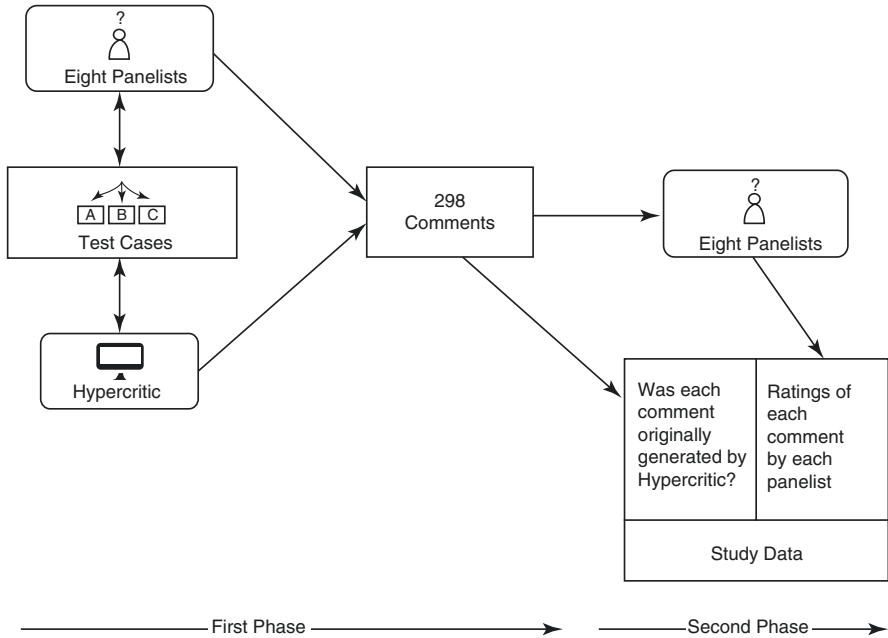 ?
Eight Panelists
A B C
Test Cases
Hypercritic
298
Comments
?
Eight Panelists
Was each
comment
originally
generated by
Hypercritic?
Ratings of
each
comment
by each
panelist
Study Data
First Phase
Second Phase